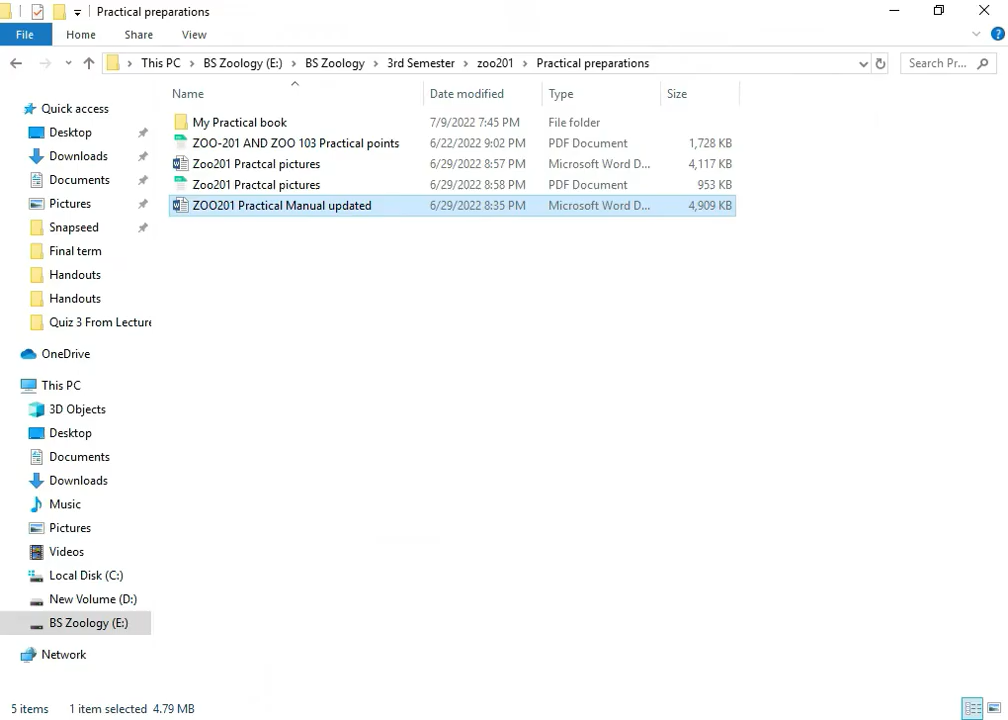 Practical preparations
File Home Share View
This PC BS Zoology (E:) BS Zoology 3rd Semester zoo201 Practical preparations Search Pr...
Name Date modified Type Size
Quick access
Desktop
Downloads
Documents
Pictures
Snapseed
Final term
Handouts
Handouts
Quiz 3 From Lecture
OneDrive
This PC
3D Objects
Desktop
Documents
Downloads
Music
Pictures
Videos
Local Disk (C:)
New Volume (D:)
BS Zoology (E:)
Network
My Practical book 7/9/2022 7:45 PM File folder
ZOO-201 AND ZOO 103 Practical points 6/22/2022 9:02 PM PDF Document 1,728 KB
Zoo201 Practcal pictures 6/29/2022 8:57 PM Microsoft Word D... 4,117 KB
Zoo201 Practcal pictures 6/29/2022 8:58 PM PDF Document 953 KB
ZOO201 Practical Manual updated 6/29/2022 8:35 PM Microsoft Word D... 4,909 KB
5 items 1 item selected 4.79 MB